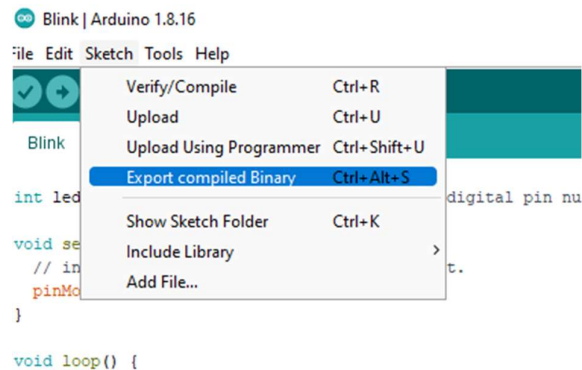 Blink | Arduino 1.8.16
File Edit Sketch Tools Help
Verify/Compile Ctrl+R
Upload Ctrl+U
Blink
Upload Using Programmer Ctrl+Shift+U
Export compiled Binary Ctrl+Alt+S
int led digital pin nu
Show Sketch Folder Ctrl+K
void se
Include Library >
// in t.
Add File...
pinMo
}
void loop() {